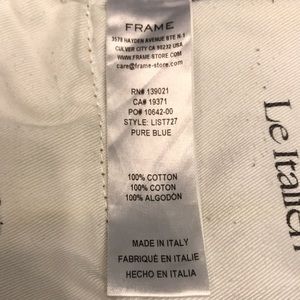 FRAME
3578 HAYDEN AVENUE STE N-1
CULVER CITY CA 90232 USA
WWW.FRAME-STORE.COM
care@frame-store.com
RN# 139021
CA# 19371
PO# 10642-00
STYLE: LIST727
PURE BLUE
100% COTTON
100% COTON
100% ALGODÓN
MADE IN ITALY
FABRIQUÉ EN ITALIE
HECHO EN ITALIA
Le Italien